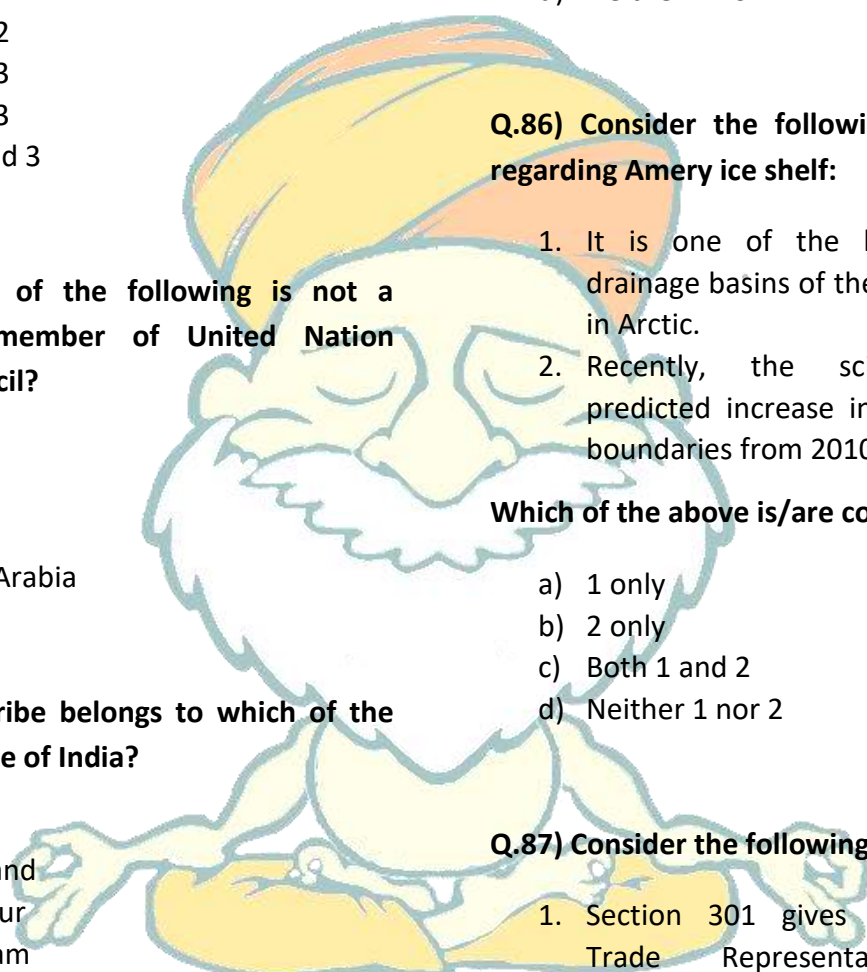 2
3
3
d 3
of the following is not a
member of United Nation
cil?
Arabia
ribe belongs to which of the
e of India?
and
ur
am
Q.86) Consider the followi
regarding Amery ice shelf:
1. It is one of the
drainage basins of the
in Arctic.
2. Recently, the sc
predicted increase in
boundaries from 2010
Which of the above is/are co
a) 1 only
b) 2 only
c) Both 1 and 2
d) Neither 1 nor 2
Q.87) Consider the following
1. Section 301 gives
Trade Representa